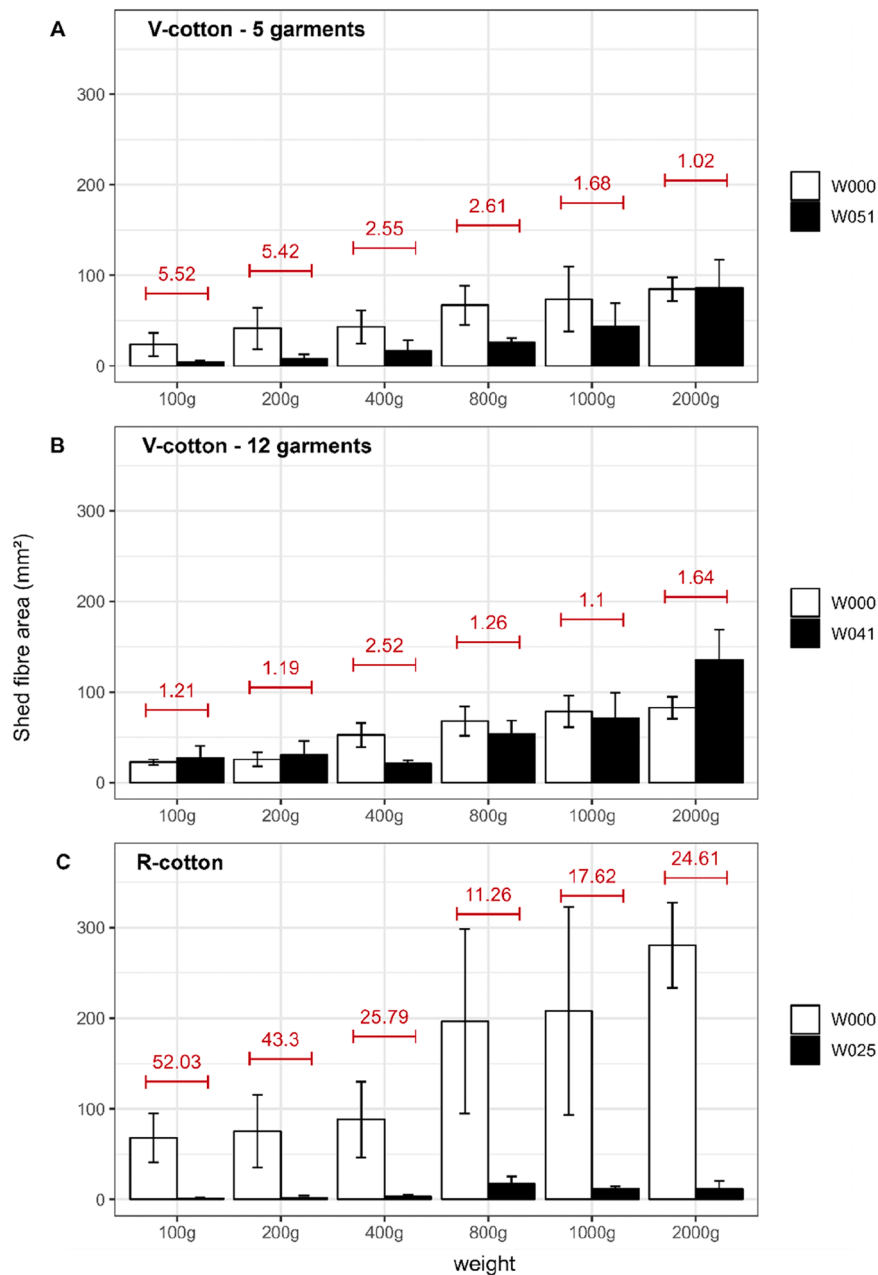 A
V-cotton - 5 garments
300
200
100
0
5.52
5.42
2.55
2.61
1.68
1.02
100g
200g
400g
800g
1000g
2000g
W000
W051
B
V-cotton - 12 garments
300
200
100
0
1.21
1.19
2.52
1.26
1.1
1.64
100g
200g
400g
800g
1000g
2000g
W000
W041
Shed fibre area (mm²)
C
R-cotton
300
200
100
0
52.03
43.3
25.79
11.26
17.62
24.61
100g
200g
400g
800g
1000g
2000g
W000
W025
weight